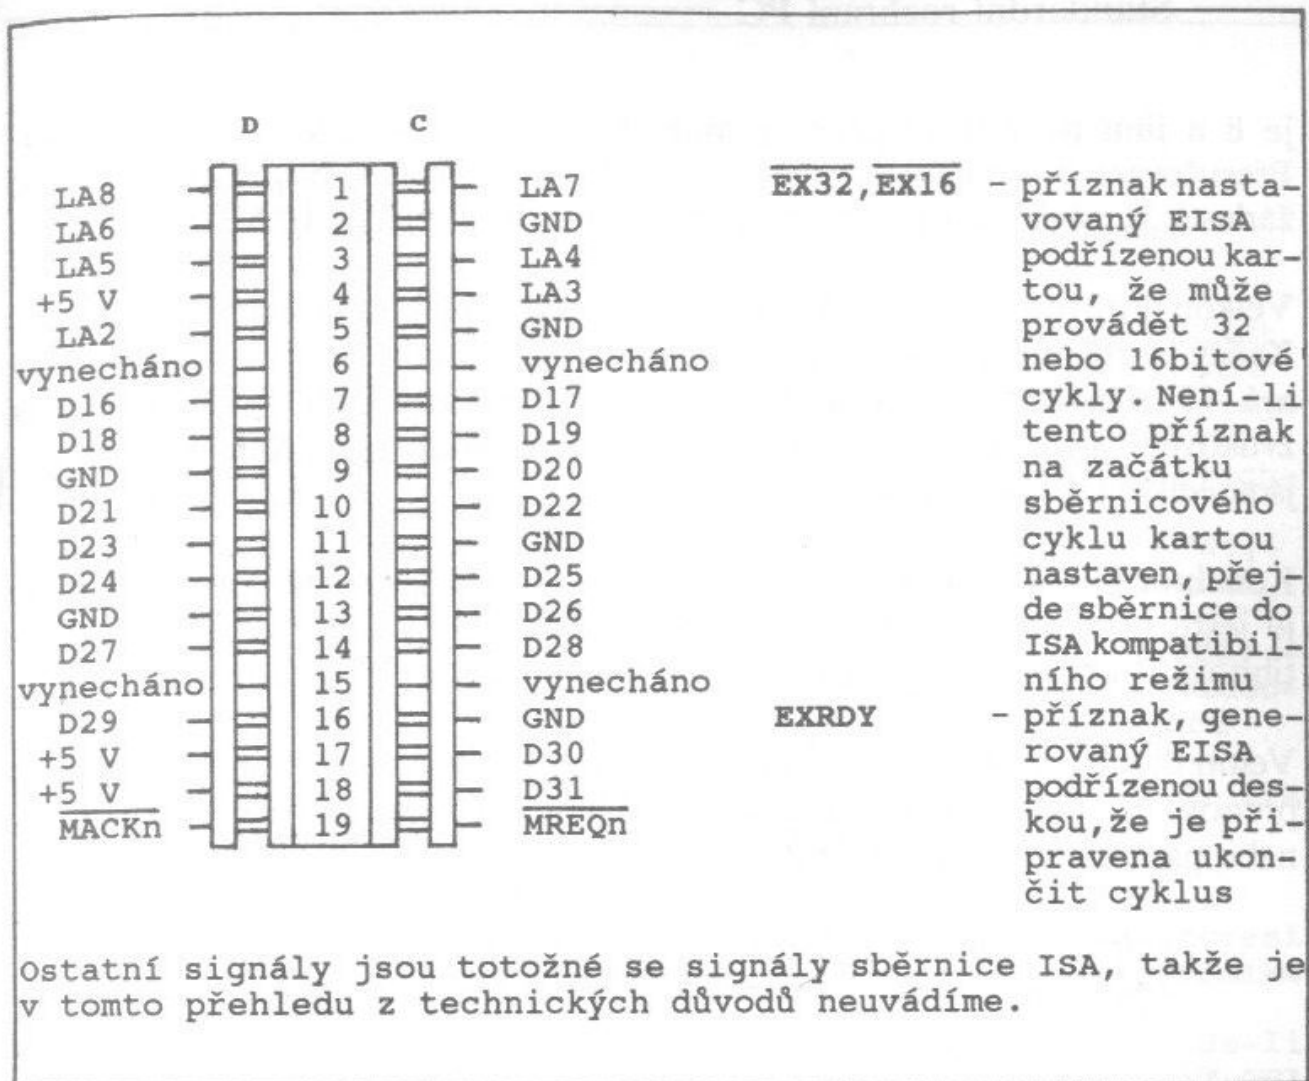 D C
LA8 1 LA7 EX32,EX16 - příznak nasta-
LA6 2 GND vovaný EISA
LA5 3 LA4 podřízenou kar-
+5 V 4 LA3 tou, že může
LA2 5 GND provádět 32
vynecháno 6 vynecháno nebo 16bitové
D16 7 D17 cykly. Není-li
D18 8 D19 tento příznak
GND 9 D20 na začátku
D21 10 D22 sběrnicového
D23 11 GND cyklu kartou
D24 12 D25 nastaven, přej-
GND 13 D26 de sběrnice do
D27 14 D28 ISA kompatibil-
vynecháno 15 vynecháno ního režimu
D29 16 GND EXRDY - příznak, gene-
+5 V 17 D30 rovaný EISA
+5 V 18 D31 podřízenou des-
MACKn 19 MREQn kou,že je při-
pravena ukon-
čit cyklus
Ostatní signály jsou totožné se signály sběrnice ISA, takže je
v tomto přehledu z technických důvodů neuvádíme.